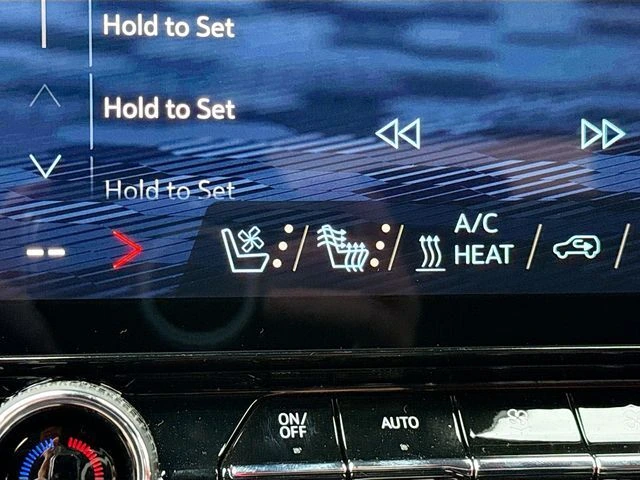 Hold to Set
Hold to Set
Hold to Set
--
A/C
HEAT
ON/
OFF
AUTO